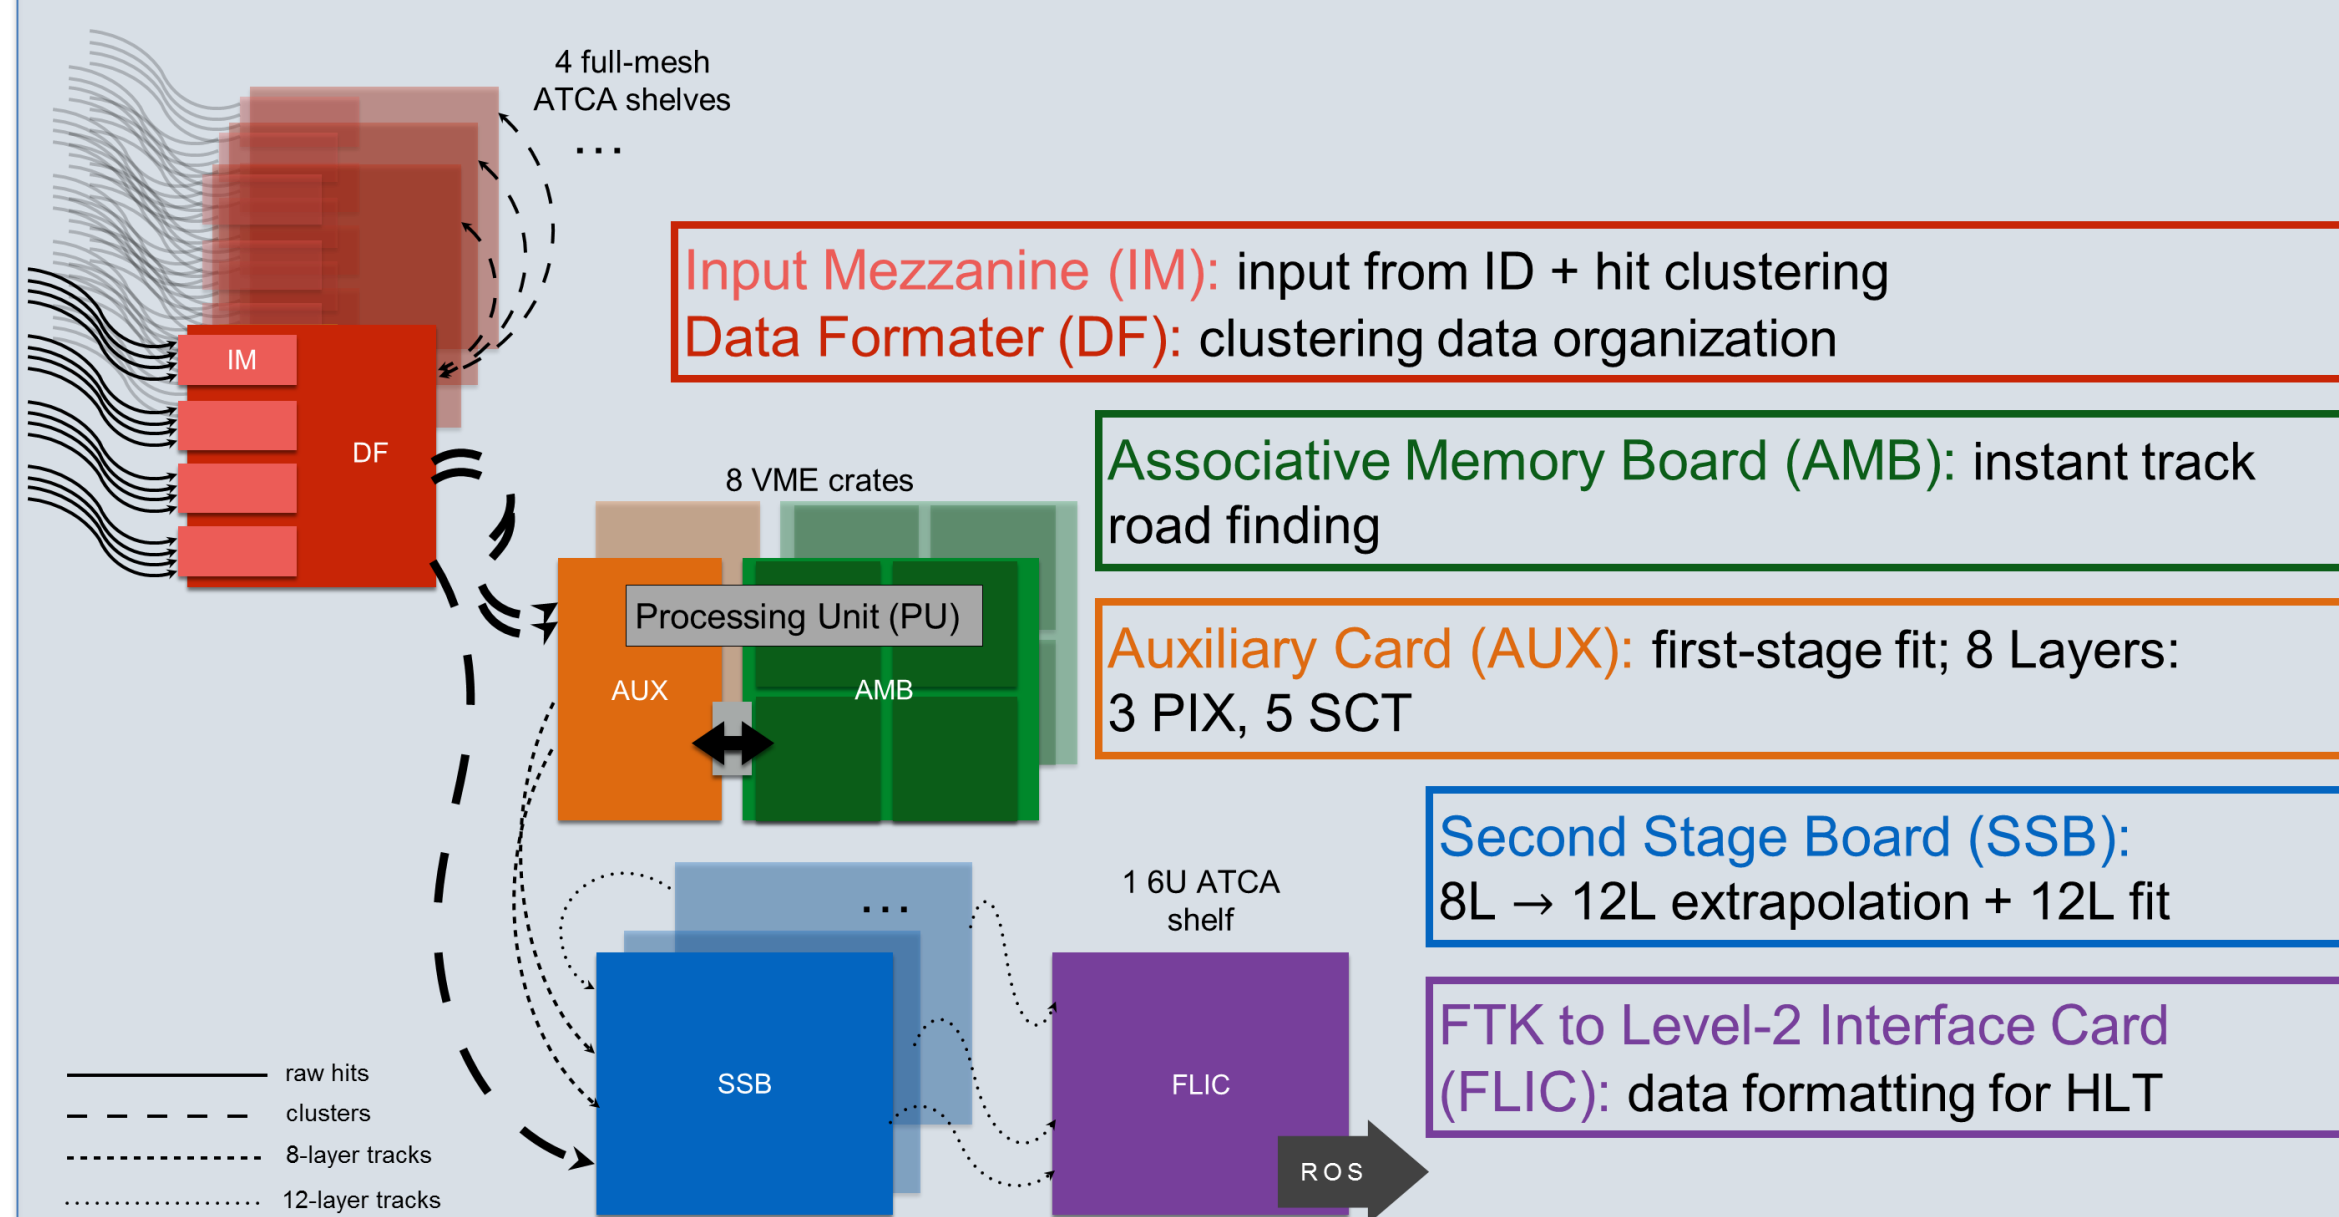 4 full-mesh
ATCA shelves
...
Input Mezzanine (IM): input from ID + hit clustering
Data Formater (DF): clustering data organization
IM
DF
8 VME crates
Associative Memory Board (AMB): instant track
road finding
Processing Unit (PU)
AUX
AMB
Auxiliary Card (AUX): first-stage fit; 8 Layers:
3 PIX, 5 SCT
Second Stage Board (SSB):
8L → 12L extrapolation + 12L fit
1 6U ATCA
shelf
...
SSB
FLIC
FTK to Level-2 Interface Card
(FLIC): data formatting for HLT
ROS
raw hits
clusters
8-layer tracks
12-layer tracks